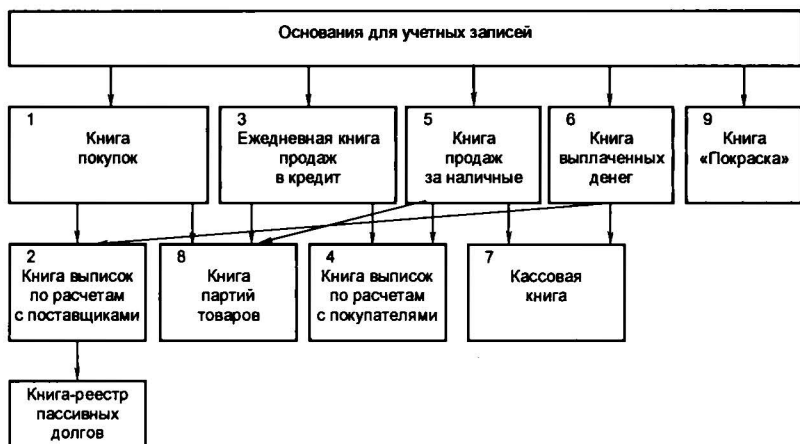 Основания для учетных записей
1
Книга
покупок
3
Ежедневная книга
продаж
в кредит
5
Книга
продаж
за наличные
6
Книга
выплаченных
денег
9
Книга
«Покраска»
2
Книга выписок
по расчетам
с поставщиками
8
Книга
партий
товаров
4
Книга выписок
по расчетам
с покупателями
7
Кассовая
книга
Книга-реестр
пассивных
долгов